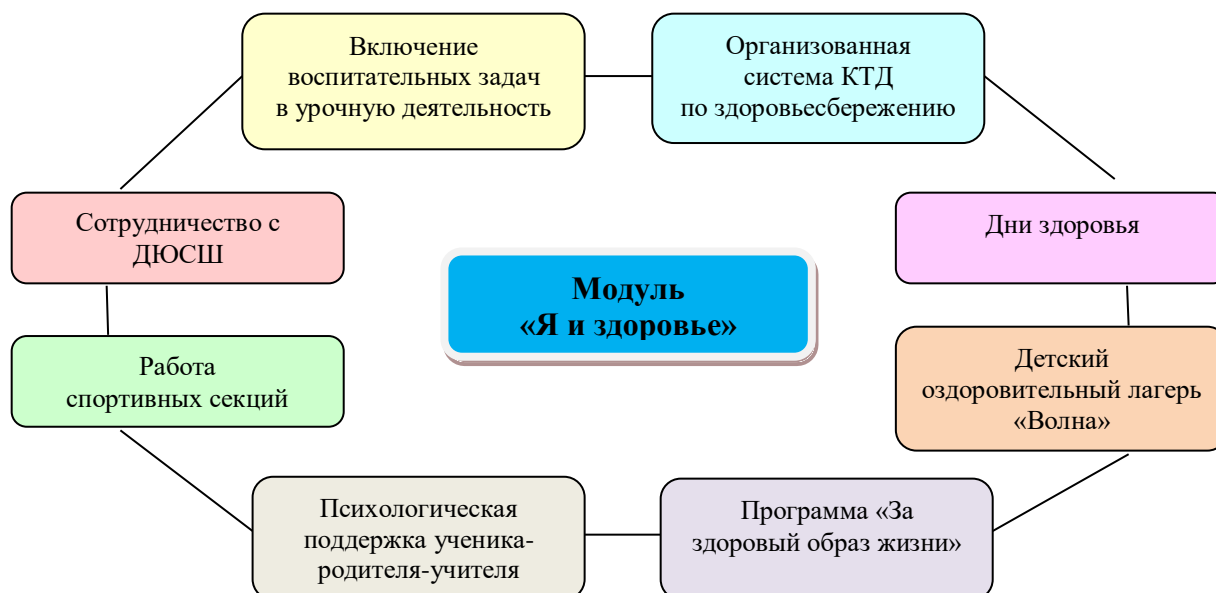 Включение
воспитательных задач
в урочную деятельность
Организованная
система КТД
по здоровьесбережению
Сотрудничество с
ДЮСШ
Дни здоровья
Модуль
«Я и здоровье»
Работа
спортивных секций
Детский
оздоровительный лагерь
«Волна»
Психологическая
поддержка ученика-
родителя-учителя
Программа «За
здоровый образ жизни»